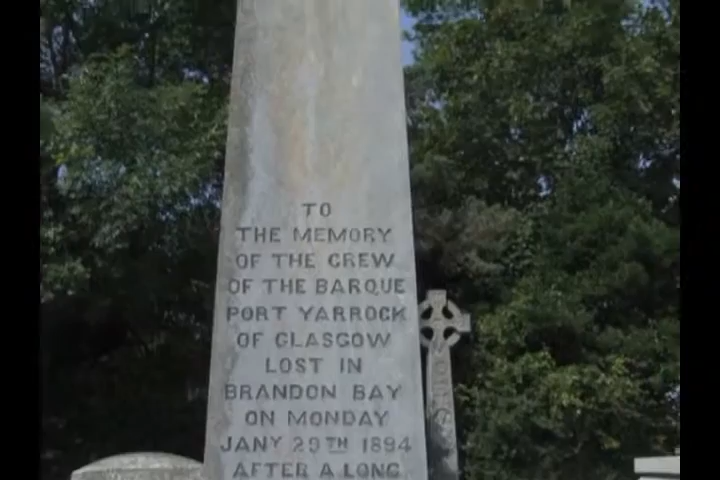 TO
THE MEMORY
OF THE CREW
OF THE BARQUE
PORT YARROCK
OF GLASGOW
LOST IN
BRANDON BAY
ON MONDAY
JANY 29TH 1894
AFTER A LONG